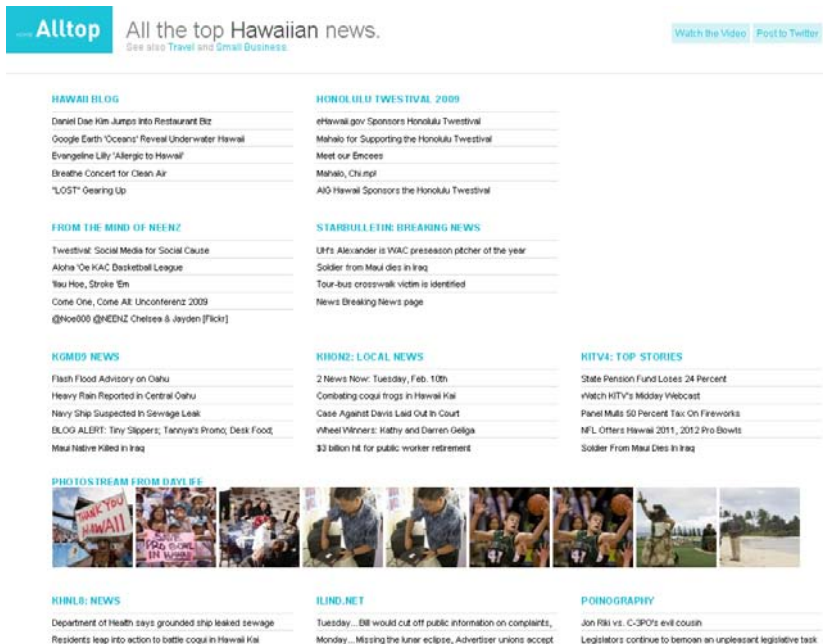 Alltop
All the top Hawaiian news.
See also Travel and Small Business.
Watch the Video
Post to Twitter
HAWAII BLOG
Daniel Dae Kim Jumps Into Restaurant Biz
Google Earth 'Oceans' Reveal Underwater Hawaii
Evangeline Lilly 'Allergic to Hawaii'
Breathe Concert for Clean Air
"LOST" Gearing Up
HONOLULU TWESTIVAL 2009
eHawaii.gov Sponsors Honolulu Twestival
Mahalo for Supporting the Honolulu Twestival
Meet our Emcees
Mahalo, Chi.mp!
AIG Hawaii Sponsors the Honolulu Twestival
FROM THE MIND OF NEENZ
Twestival: Social Media for Social Cause
Aloha 'Oe KAC Basketball League
'Iiau Hoe, Stroke 'Em
Come One, Come All: Unconferenz 2009
@Noe808 @NEENZ Chelsea & Jayden [Flickr]
STARBULLETIN: BREAKING NEWS
UH's Alexander is WAC preseason pitcher of the year
Soldier from Maui dies in Iraq
Tour-bus crosswalk victim is identified
News Breaking News page
KGMB9 NEWS
Flash Flood Advisory on Oahu
Heavy Rain Reported in Central Oahu
Navy Ship Suspected In Sewage Leak
BLOG ALERT: Tiny Slippers; Tannya's Promo; Desk Food;
Maui Native Killed in Iraq
KHON2: LOCAL NEWS
2 News Now: Tuesday, Feb. 10th
Combating coqui frogs in Hawaii Kai
Case Against Davis Laid Out In Court
Wheel Winners: Kathy and Darren Geliga
$3 billion hit for public worker retirement
KITV4: TOP STORIES
State Pension Fund Loses 24 Percent
Watch KITV's Midday Webcast
Panel Mulls 50 Percent Tax On Fireworks
NFL Offers Hawaii 2011, 2012 Pro Bowls
Soldier From Maui Dies In Iraq
PHOTOSTREAM FROM DAYLIFE
THANK YOU HAWAII
SAVE PRO BOWL IN HAWAII
KHNL8: NEWS
Department of Health says grounded ship leaked sewage
Residents leap into action to battle coqui in Hawaii Kai
ILIND.NET
Tuesday...Bill would cut off public information on complaints,
Monday...Missing the lunar eclipse, Advertiser unions accept
POINOGRAPHY
Jon Riki vs. C-3PO's evil cousin
Legislators continue to bemoan an unpleasant legislative task